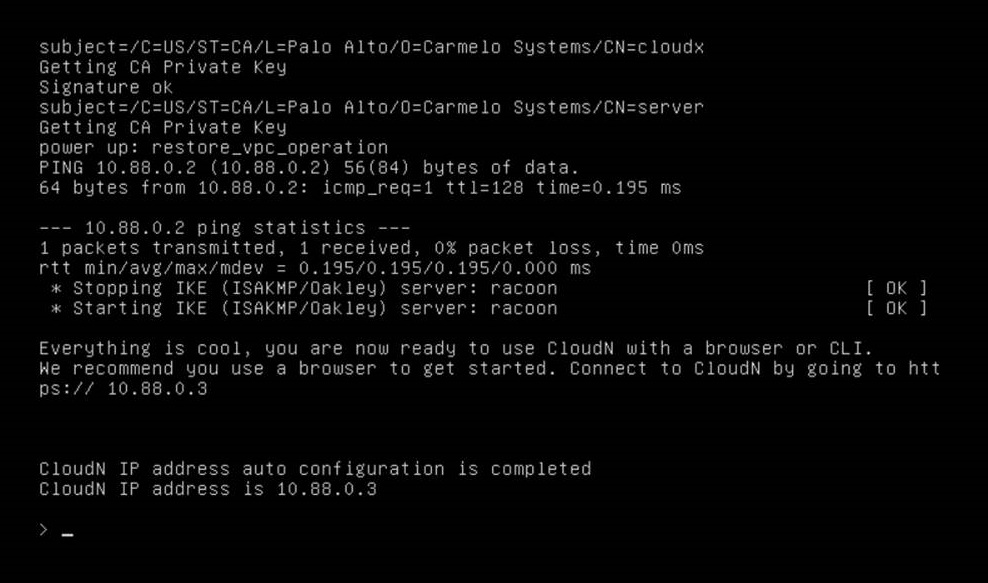 subject=/C=US/ST=CA/L=Palo Alto/O=Carmelo Systems/CN=cloudx
Getting CA Private Key
Signature ok
subject=/C=US/ST=CA/L=Palo Alto/O=Carmelo Systems/CN=server
Getting CA Private Key
power up: restore_vpc_operation
PING 10.88.0.2 (10.88.0.2) 56(84) bytes of data.
64 bytes from 10.88.0.2: icmp_req=1 ttl=128 time=0.195 ms
--- 10.88.0.2 ping statistics ---
1 packets transmitted, 1 received, 0% packet loss, time 0ms
rtt min/avg/max/mdev = 0.195/0.195/0.195/0.000 ms
* Stopping IKE (ISAKMP/Oakley) server: racoon [ OK ]
* Starting IKE (ISAKMP/Oakley) server: racoon [ OK ]
Everything is cool, you are now ready to use CloudN with a browser or CLI.
We recommend you use a browser to get started. Connect to CloudN by going to htt
ps:// 10.88.0.3
CloudN IP address auto configuration is completed
CloudN IP address is 10.88.0.3
> _